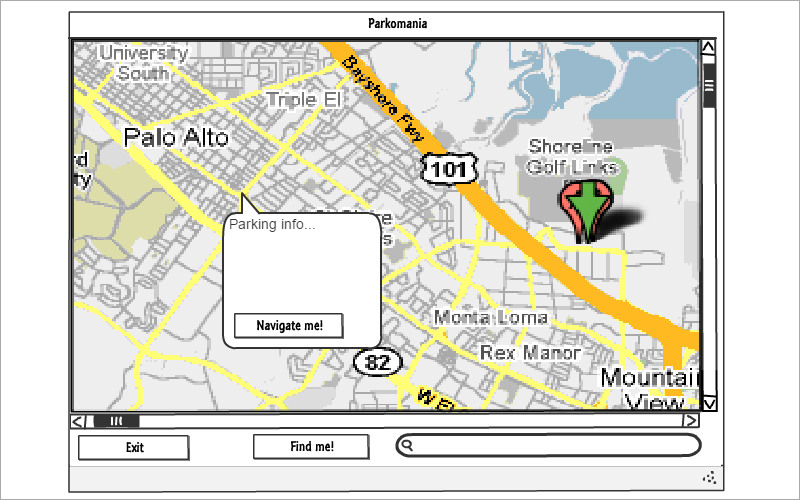 Parkomania
University
South
Triple El
Bayshore Fwy
Palo Alto
101
Shoreline
Golf Links
rd
ty
Parking info...
Navigate me!
Monta Loma
Rex Manor
82
Mountain
View
Exit
Find me!